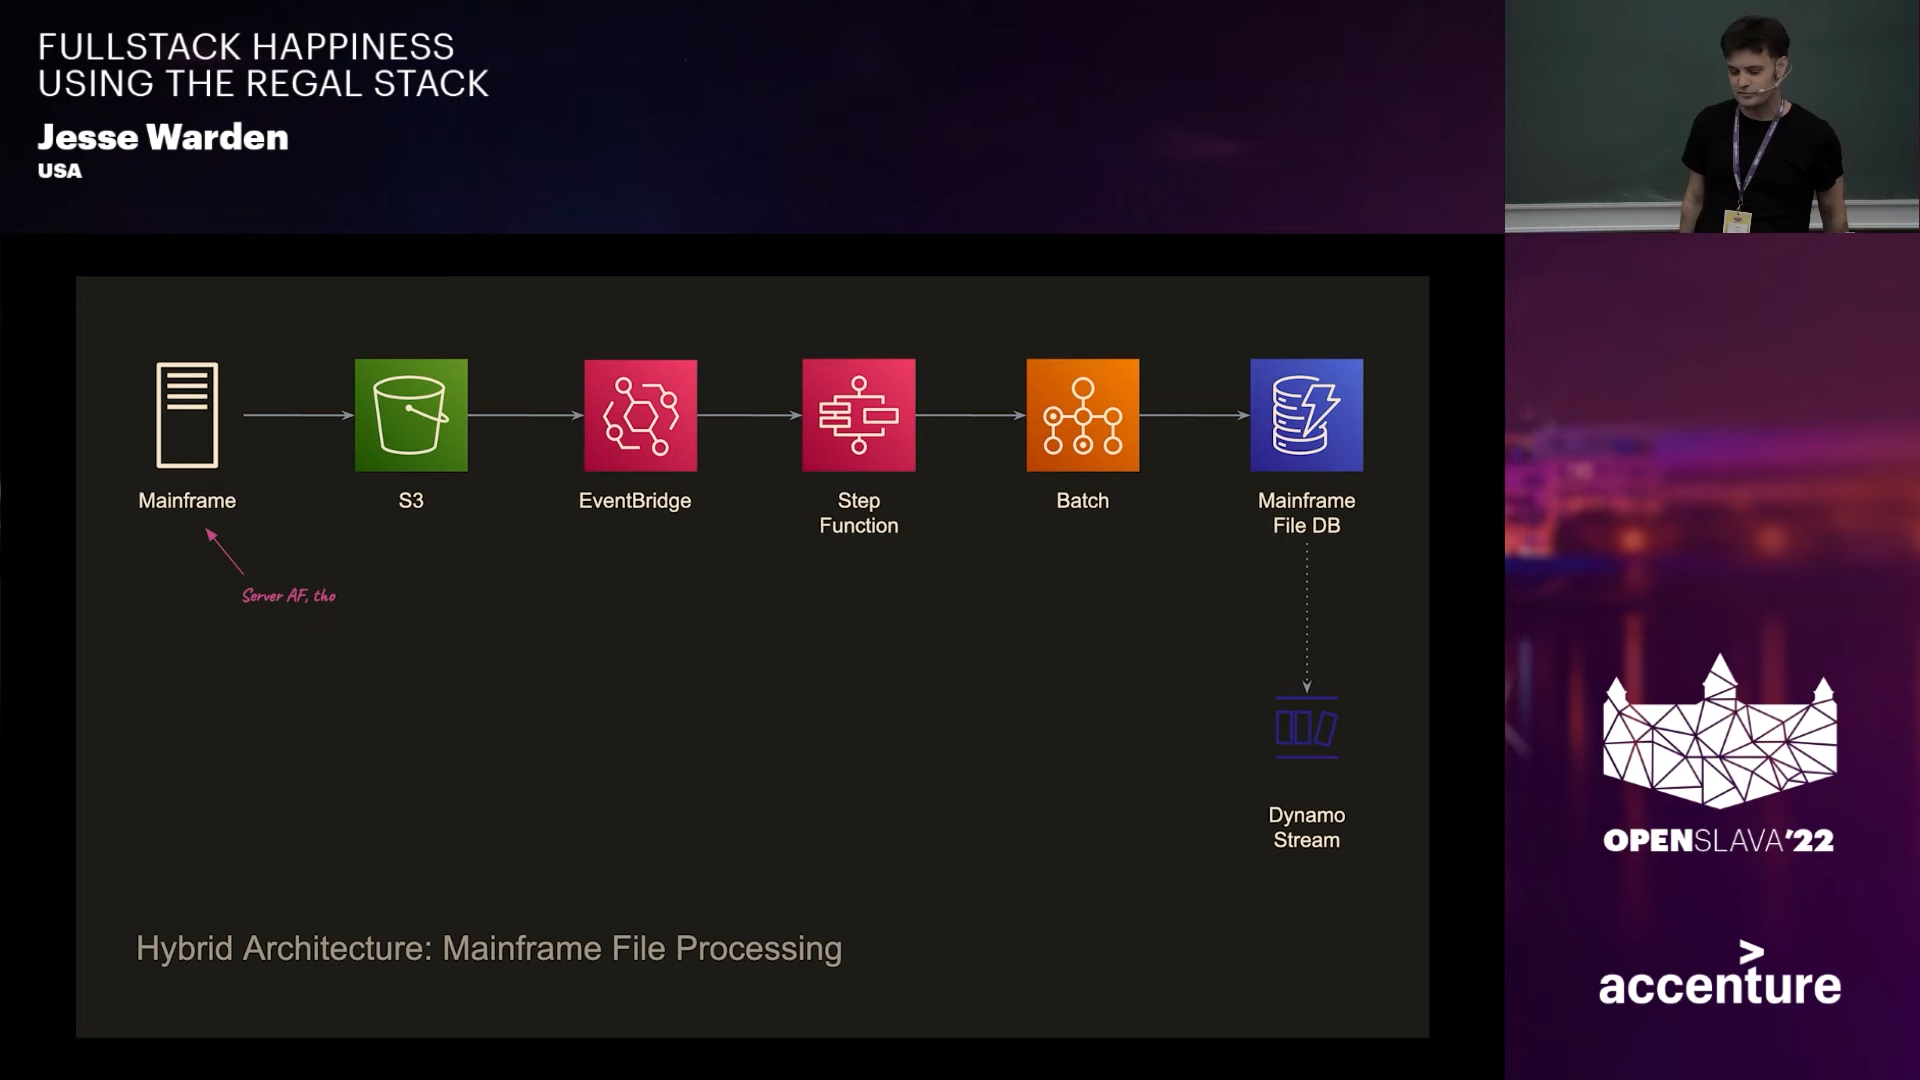 FULLSTACK HAPPINESS
USING THE REGAL STACK
Jesse Warden
USA
Mainframe
S3
EventBridge
Step
Function
Batch
Mainframe
File DB
Server AF, tho
Dynamo
Stream
Hybrid Architecture: Mainframe File Processing
OPENSLAVA'22
accenture